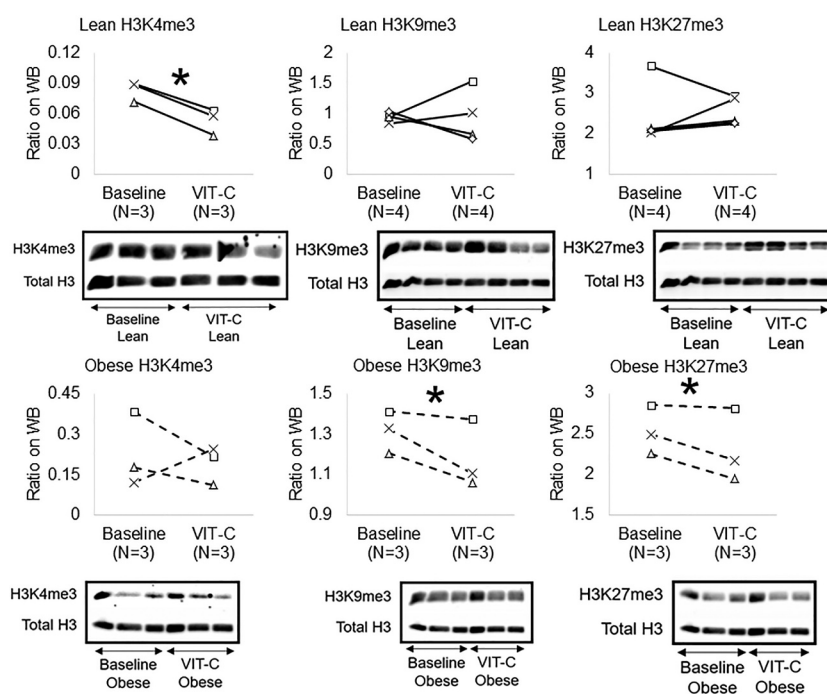 Lean H3K4me3 Lean H3K9me3 Lean H3K27me3
Ratio on WB
0.12
0.09
0.06
0.03
0
*
Baseline VIT-C
(N=3) (N=3)
Ratio on WB
2
1.5
1
0.5
0
Baseline VIT-C
(N=4) (N=4)
Ratio on WB
4
3
2
1
Baseline VIT-C
(N=4) (N=4)
H3K4me3
Total H3
Baseline VIT-C
Lean Lean
H3K9me3
Total H3
Baseline VIT-C
Lean Lean
H3K27me3
Total H3
Baseline VIT-C
Lean Lean
Obese H3K4me3 Obese H3K9me3 Obese H3K27me3
Ratio on WB
0.45
0.3
0.15
0
Baseline VIT-C
(N=3) (N=3)
Ratio on WB
1.5
1.3
1.1
0.9
*
Baseline VIT-C
(N=3) (N=3)
Ratio on WB
3
2.5
2
1.5
*
Baseline VIT-C
(N=3) (N=3)
H3K4me3
Total H3
Baseline VIT-C
Obese Obese
H3K9me3
Total H3
Baseline VIT-C
Obese Obese
H3K27me3
Total H3
Baseline VIT-C
Obese Obese